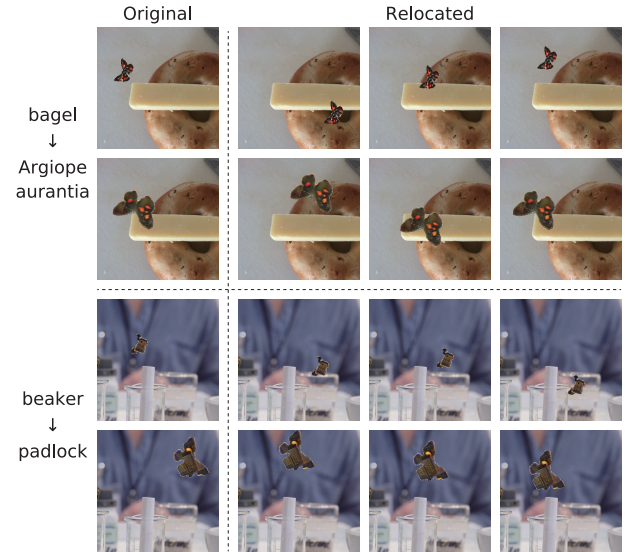 Original
Relocated
bagel
↓
Argiope
aurantia
beaker
↓
padlock